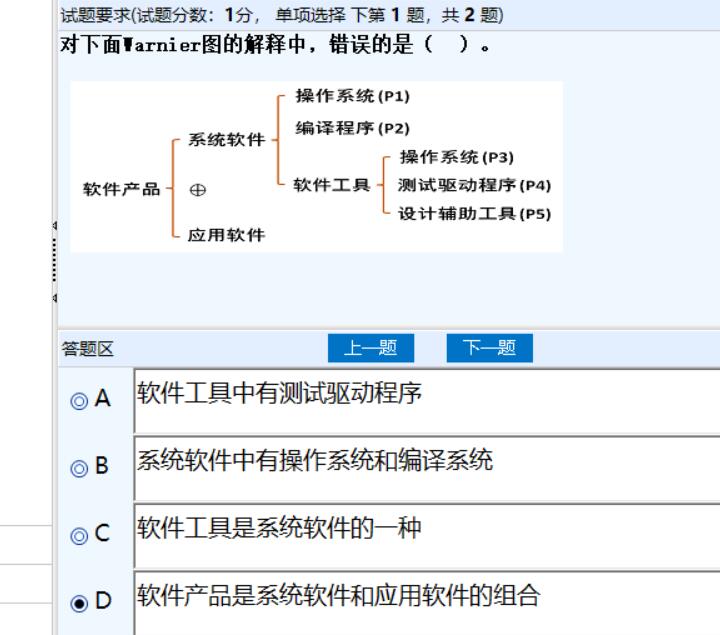 试题要求(试题分数：1分， 单项选择 下第 1 题，共 2 题)
对下面Warnier图的解释中，错误的是（　）。
操作系统(P1)
系统软件
编译程序(P2)
操作系统(P3)
软件产品
⊕
软件工具
测试驱动程序(P4)
设计辅助工具(P5)
应用软件
答题区
上一题
下一题
A 软件工具中有测试驱动程序
B 系统软件中有操作系统和编译系统
C 软件工具是系统软件的一种
D 软件产品是系统软件和应用软件的组合